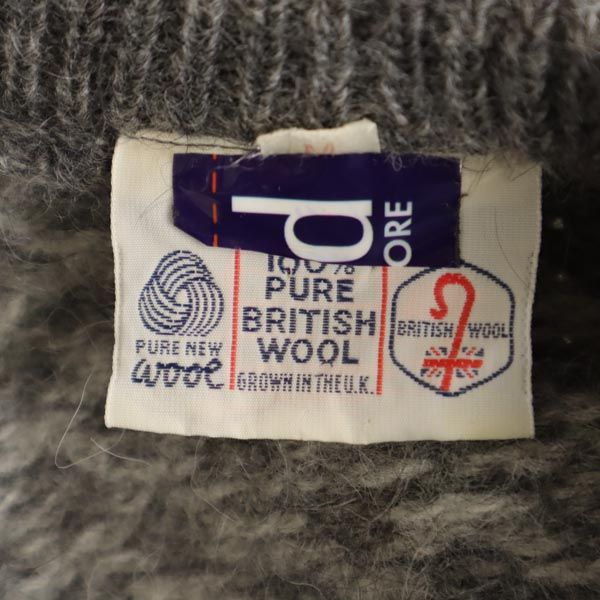 d
ORE
100%
PURE
BRITISH
WOOL
GROWN IN THE U.K.
PURE NEW
wool
BRITISH WOOL